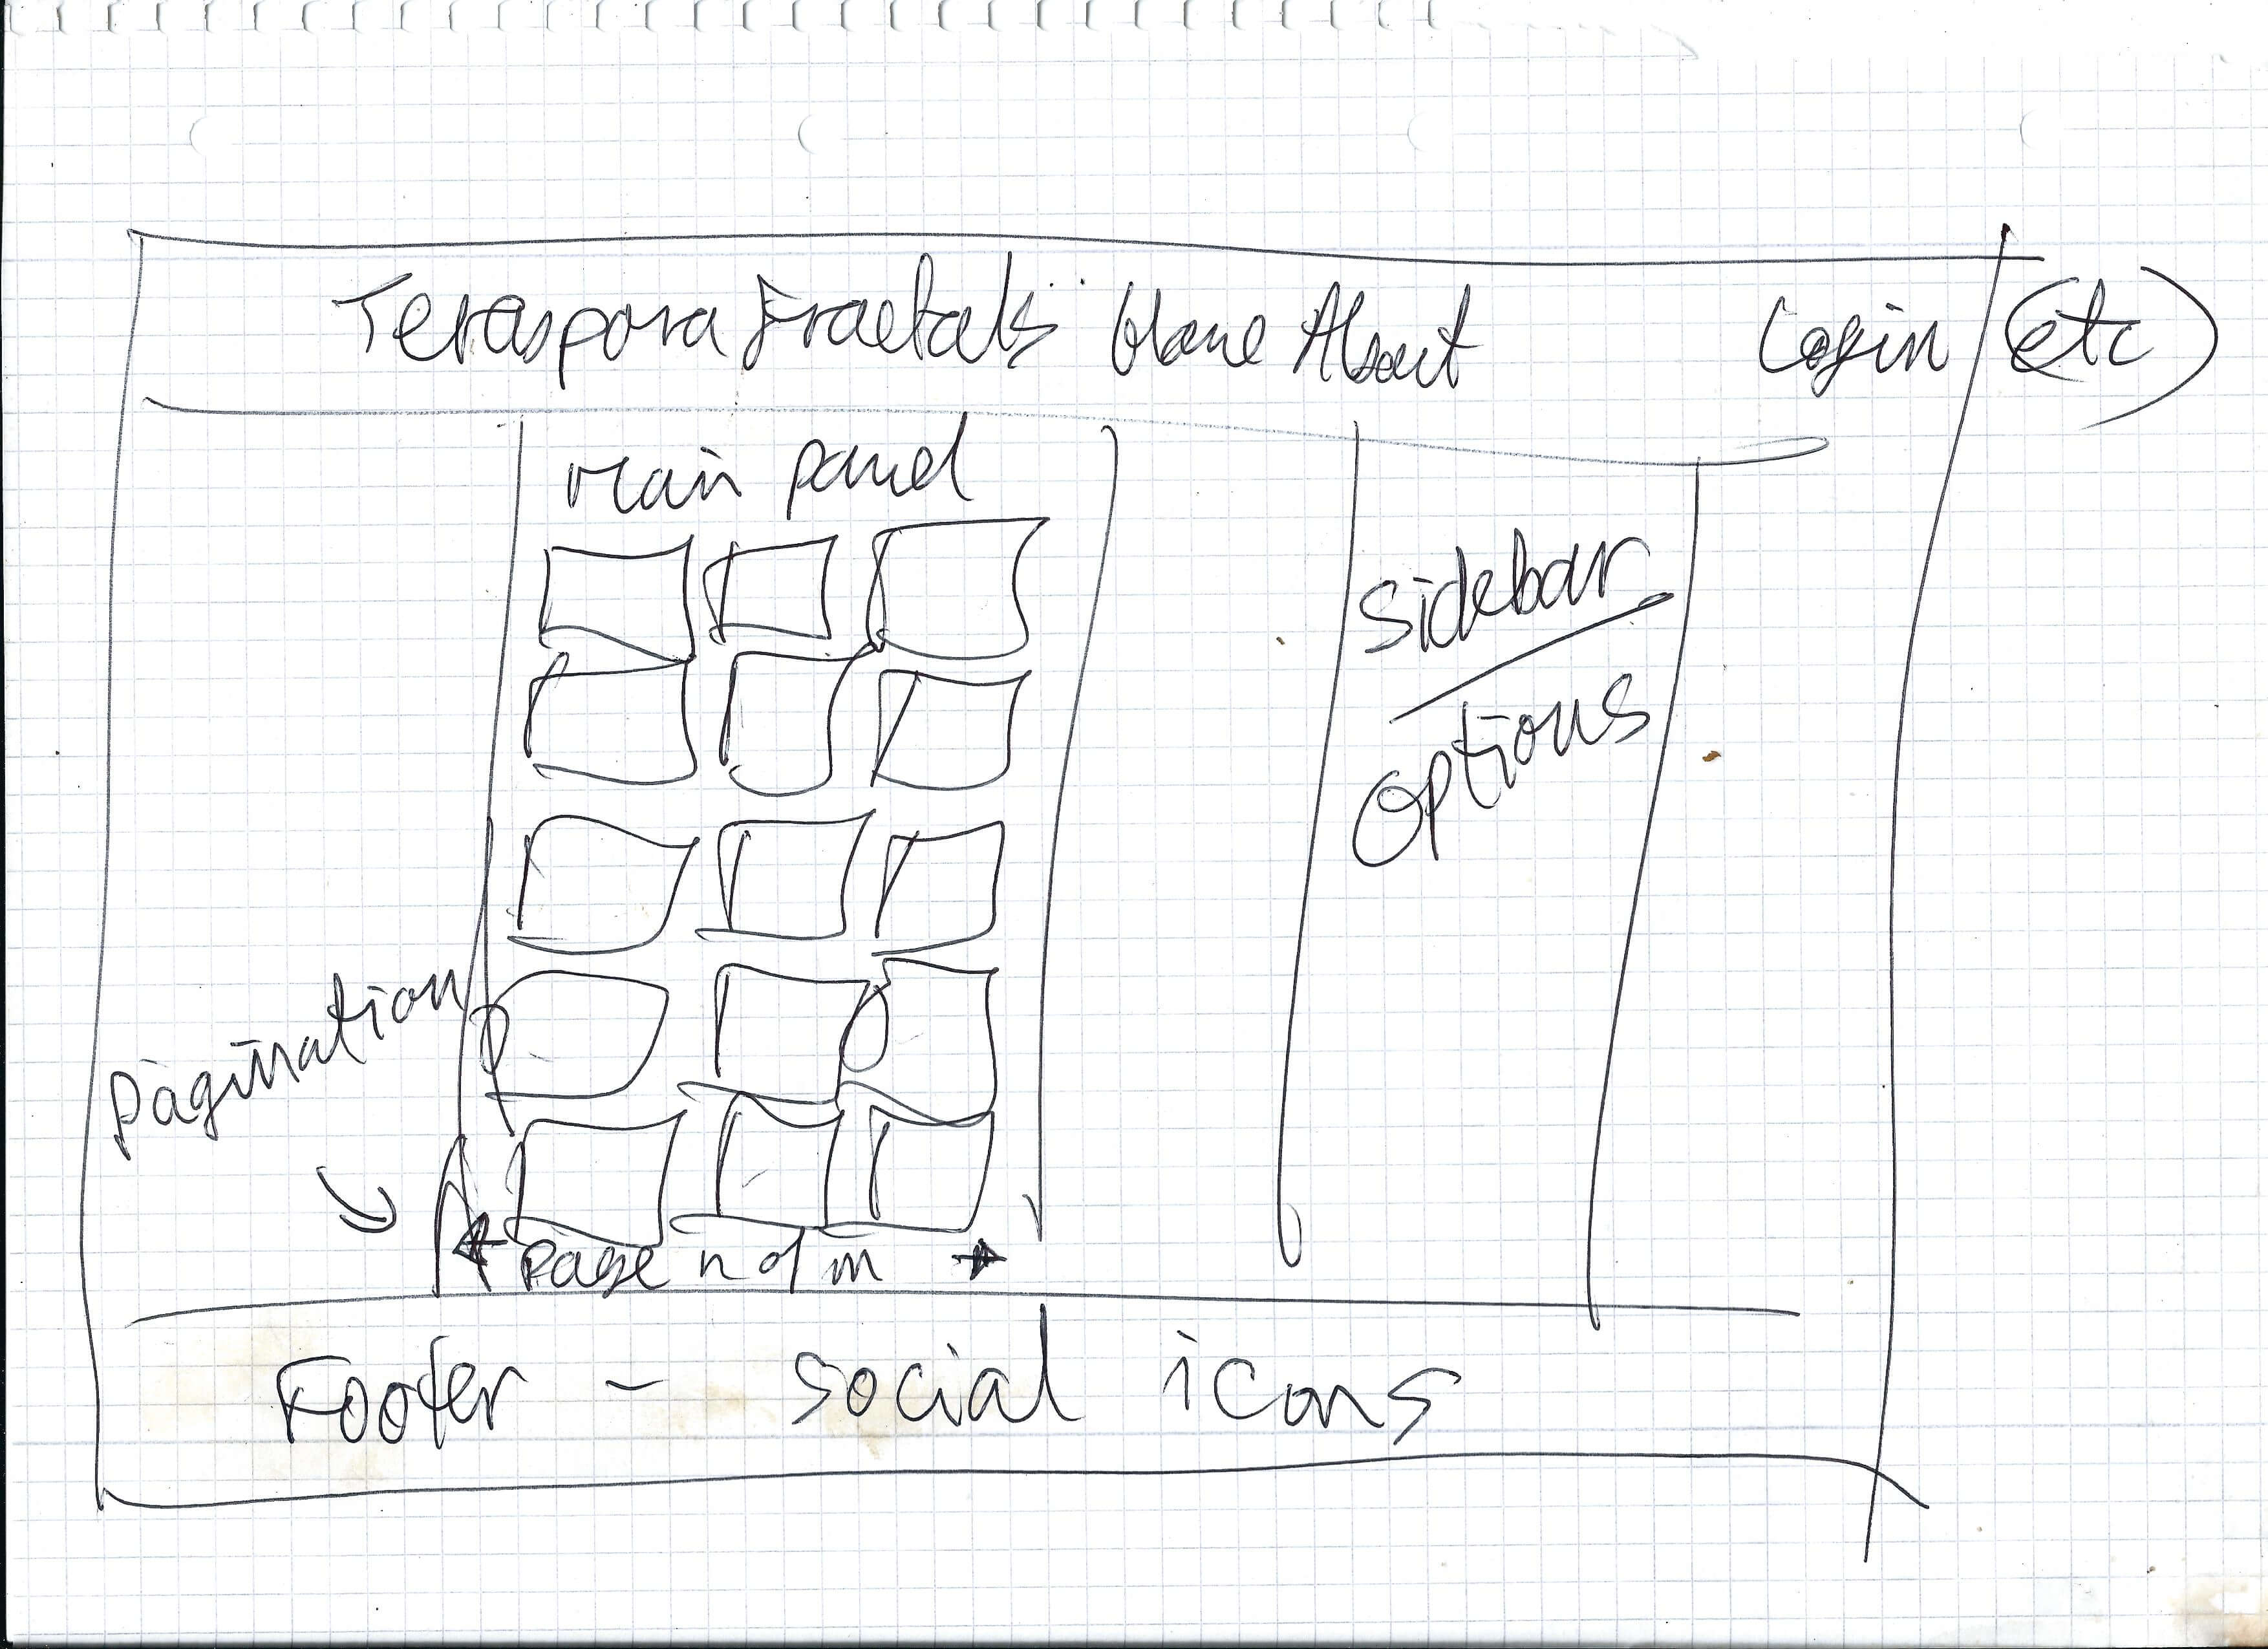 Teraspora Fractals Home About Login (etc)
Main panel
sidebar
options
Pagination
page n of m
Footer - social icons